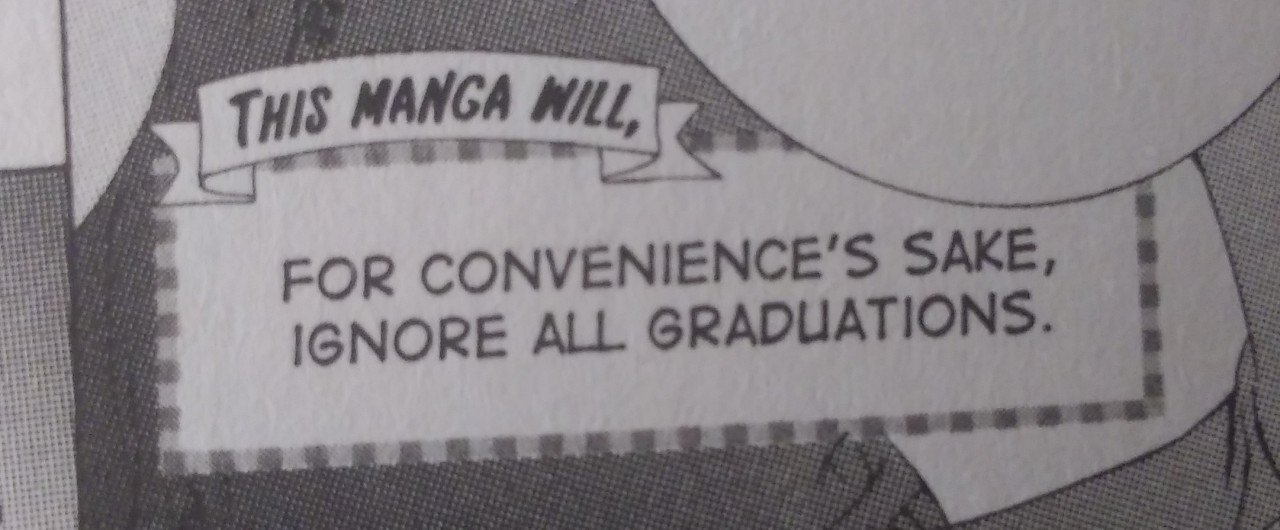 THIS MANGA WILL,
FOR CONVENIENCE'S SAKE,
IGNORE ALL GRADUATIONS.